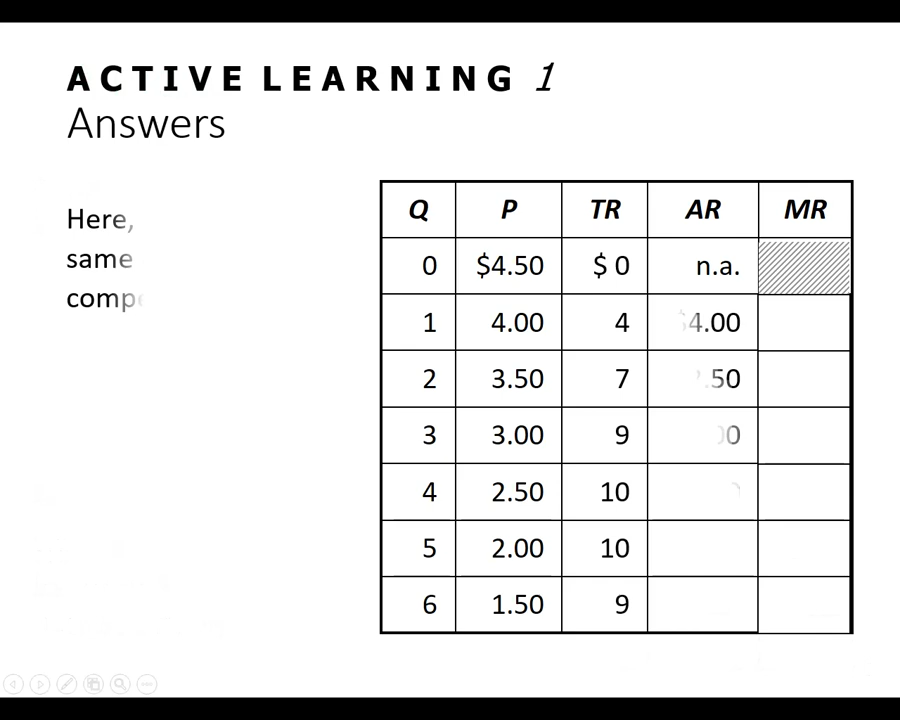 ACTIVE LEARNING 1
Answers
Here,
same
Q P TR AR MR
0 $4.50 $ 0 n.a.
1 4.00 4 $4.00
2 3.50 7
3 3.00 9
4 2.50 10
5 2.00 10
6 1.50 9